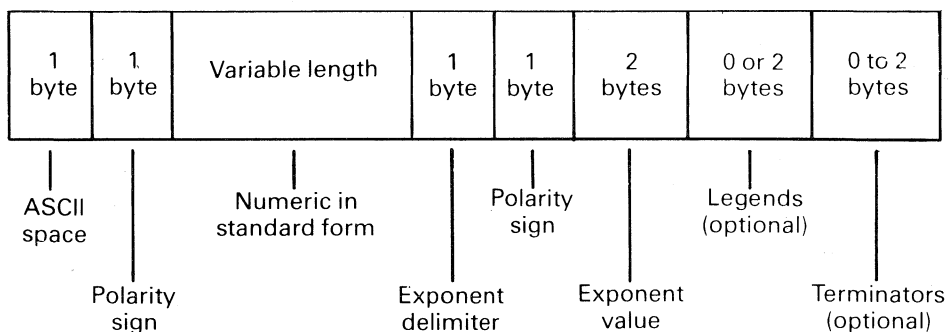 1
byte
1
byte
Variable length
1
byte
1
byte
2
bytes
0 or 2
bytes
0 to 2
bytes
ASCII
space
Polarity
sign
Numeric in
standard form
Exponent
delimiter
Polarity
sign
Exponent
value
Legends
(optional)
Terminators
(optional)